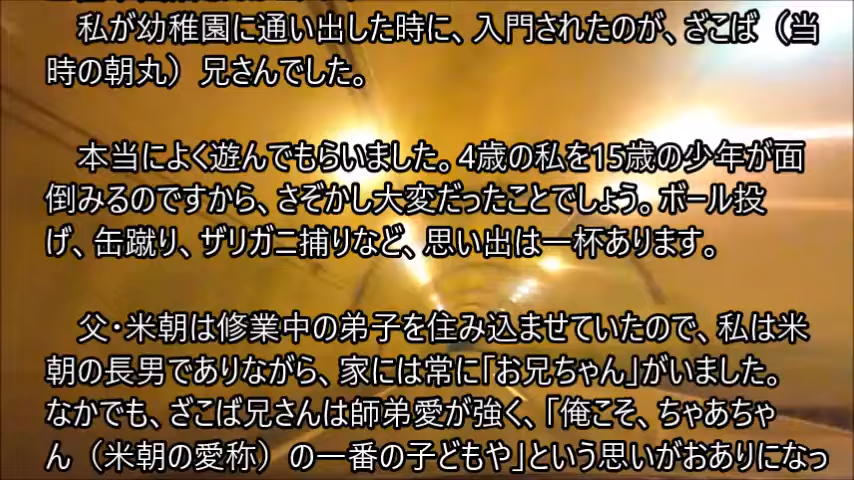 私が幼稚園に通い出した時に、入門されたのが、ざこば（当
時の朝丸）兄さんでした。
本当によく遊んでもらいました。4歳の私を15歳の少年が面
倒みるのですから、さぞかし大変だったことでしょう。ボール投
げ、缶蹴り、ザリガニ捕りなど、思い出は一杯あります。
父・米朝は修業中の弟子を住み込ませていたので、私は米
朝の長男でありながら、家には常に「お兄ちゃん」がいました。
なかでも、ざこば兄さんは師弟愛が強く、「俺こそ、ちゃあちゃ
ん（米朝の愛称）の一番の子どもや」という思いがおありになっ